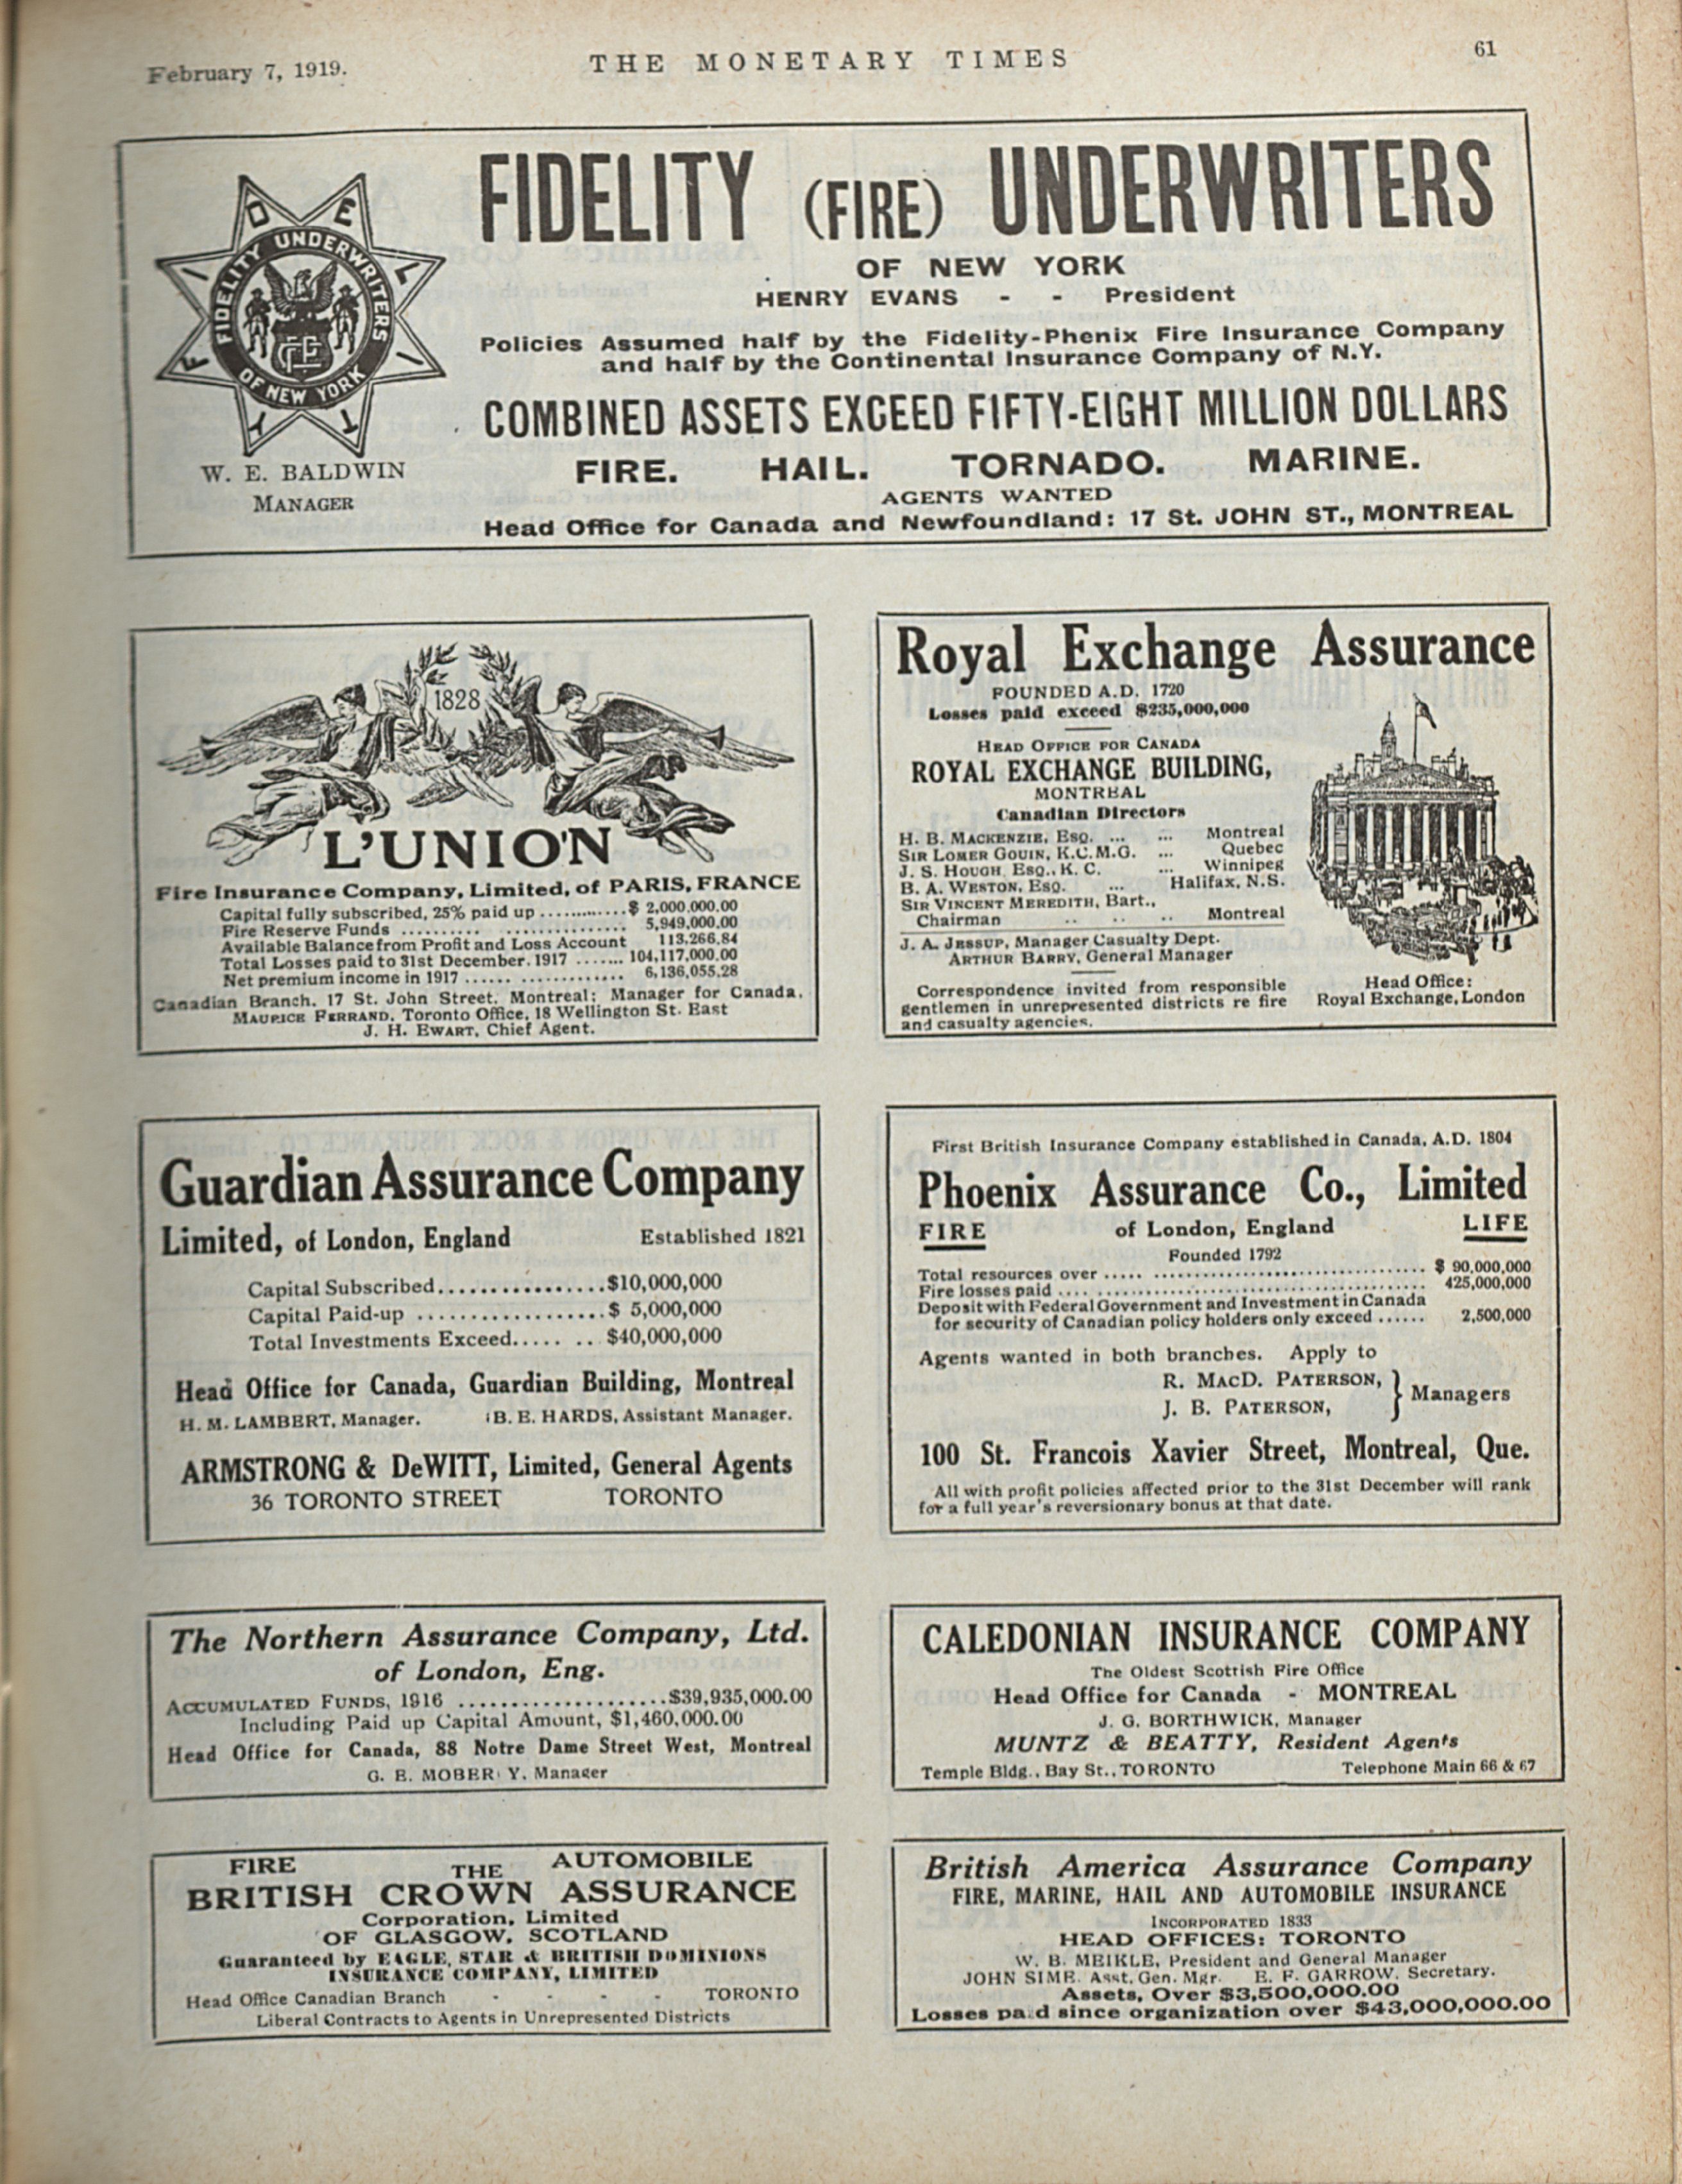 February 7, 1919.
THE MONETARY TIMES
61
FIDELITY UNDERWRITERS
OF NEW YORK
FIDELITY
W. E. BALDWIN
MANAGER
FIDELITY (FIRE) UNDERWRITERS
OF NEW YORK
HENRY EVANS - - President
Policies Assumed half by the Fidelity-Phenix Fire Insurance Company
and half by the Continental Insurance Company of N.Y.
COMBINED ASSETS EXCEED FIFTY-EIGHT MILLION DOLLARS
FIRE. HAIL. TORNADO. MARINE.
AGENTS WANTED
Head Office for Canada and Newfoundland: 17 St. JOHN ST., MONTREAL
1828
L'UNION
Fire Insurance Company, Limited, of PARIS, FRANCE
Capital fully subscribed, 25% paid up ............ $ 2,000,000.00
Fire Reserve Funds .......... ............... 5,949,000.00
Available Balance from Profit and Loss Account 113,266.84
Total Losses paid to 31st December, 1917 ....... 104,117,000.00
Net premium income in 1917 ...... ............. 6,136,055.28
Canadian Branch, 17 St. John Street, Montreal; Manager for Canada,
MAURICE FERRAND. Toronto Office, 18 Wellington St. East
J. H. EWART, Chief Agent.
Royal Exchange Assurance
FOUNDED A.D. 1720
Losses paid exceed $235,000,000
HEAD OFFICE FOR CANADA
ROYAL EXCHANGE BUILDING,
MONTREAL
Canadian Directors
H. B. MACKENZIE, ESQ. ... ... Montreal
SIR LOMER GOUIN, K.C.M.G. ... Quebec
J. S. HOUGH, ESQ., K. C. ... Winnipeg
B. A. WESTON, ESQ. ... Halifax, N.S.
SIR VINCENT MEREDITH, Bart.,
Chairman .. .. .. Montreal
J. A. JESSUP, Manager Casualty Dept.
ARTHUR BARRY, General Manager
Correspondence invited from responsible
gentlemen in unrepresented districts re fire
and casualty agencies.
Head Office:
Royal Exchange, London
Guardian Assurance Company
Limited, of London, England Established 1821
Capital Subscribed................$10,000,000
Capital Paid-up ..................$ 5,000,000
Total Investments Exceed..... .. $40,000,000
Head Office for Canada, Guardian Building, Montreal
H. M. LAMBERT, Manager. B. E. HARDS, Assistant Manager.
ARMSTRONG & DeWITT, Limited, General Agents
36 TORONTO STREET TORONTO
First British Insurance Company established in Canada, A.D. 1804
Phoenix Assurance Co., Limited
FIRE of London, England LIFE
Founded 1792
Total resources over ..... ................................... $ 90,000,000
Fire losses paid .... ........................................ 425,000,000
Deposit with Federal Government and Investment in Canada
for security of Canadian policy holders only exceed ...... 2,500,000
Agents wanted in both branches. Apply to
R. MACD. PATERSON,
J. B. PATERSON,
} Managers
100 St. Francois Xavier Street, Montreal, Que.
All with profit policies affected prior to the 31st December will rank
for a full year's reversionary bonus at that date.
The Northern Assurance Company, Ltd.
of London, Eng.
ACCUMULATED FUNDS, 1916 ....................$39,935,000.00
Including Paid up Capital Amount, $1,460,000.00
Head Office for Canada, 88 Notre Dame Street West, Montreal
G. E. MOBER Y, Manager
CALEDONIAN INSURANCE COMPANY
The Oldest Scottish Fire Office
Head Office for Canada - MONTREAL
J. G. BORTHWICK, Manager
MUNTZ & BEATTY, Resident Agents
Temple Bldg., Bay St., TORONTO Telephone Main 66 & 67
FIRE THE AUTOMOBILE
BRITISH CROWN ASSURANCE
Corporation, Limited
OF GLASGOW, SCOTLAND
Guaranteed by EAGLE, STAR & BRITISH DOMINIONS
INSURANCE COMPANY, LIMITED
Head Office Canadian Branch - - - - TORONTO
Liberal Contracts to Agents in Unrepresented Districts
British America Assurance Company
FIRE, MARINE, HAIL AND AUTOMOBILE INSURANCE
INCORPORATED 1833
HEAD OFFICES: TORONTO
W. B. MEIKLE, President and General Manager
JOHN SIME, Asst. Gen. Mgr. E. F. GARROW, Secretary.
Assets, Over $3,500,000.00
Losses pa.d since organization over $43,000,000.00